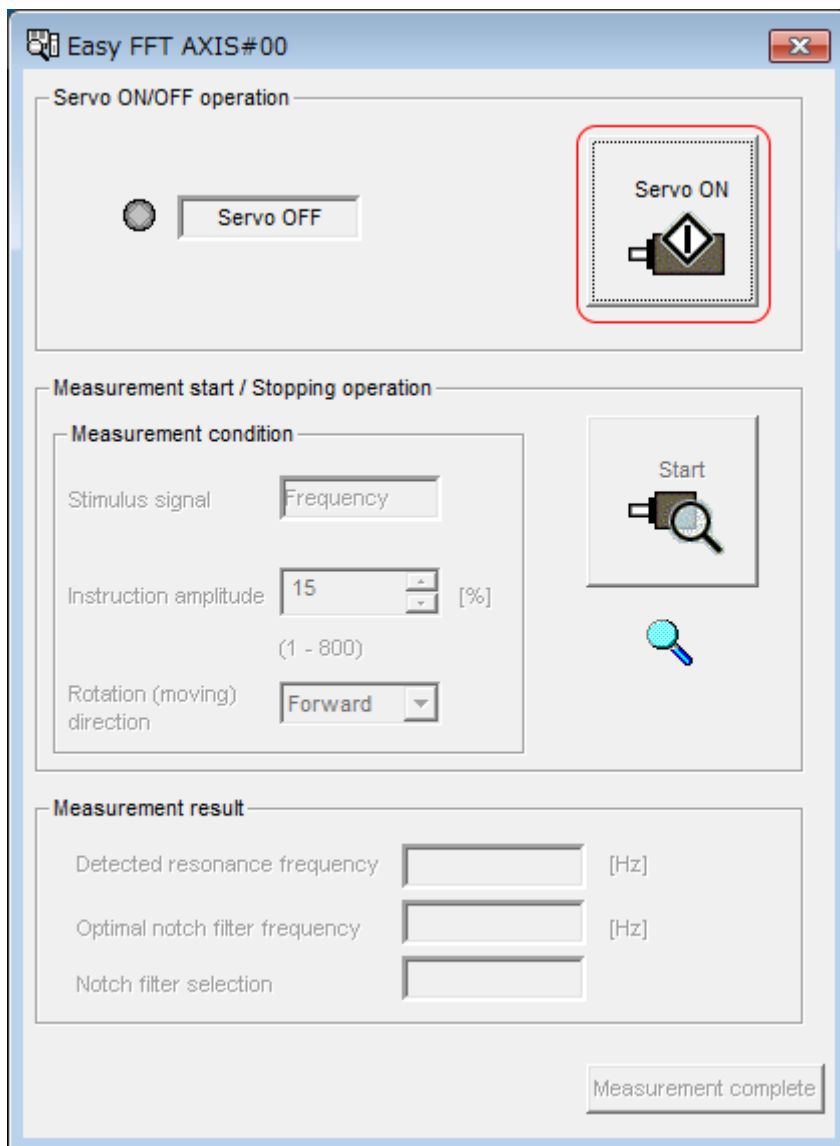 Easy FFT AXIS#00
Servo ON/OFF operation
Servo OFF
Servo ON
Measurement start / Stopping operation
Measurement condition
Stimulus signal
Frequency
Instruction amplitude
15
[%]
(1 - 800)
Rotation (moving)
direction
Forward
Start
Measurement result
Detected resonance frequency
[Hz]
Optimal notch filter frequency
[Hz]
Notch filter selection
Measurement complete